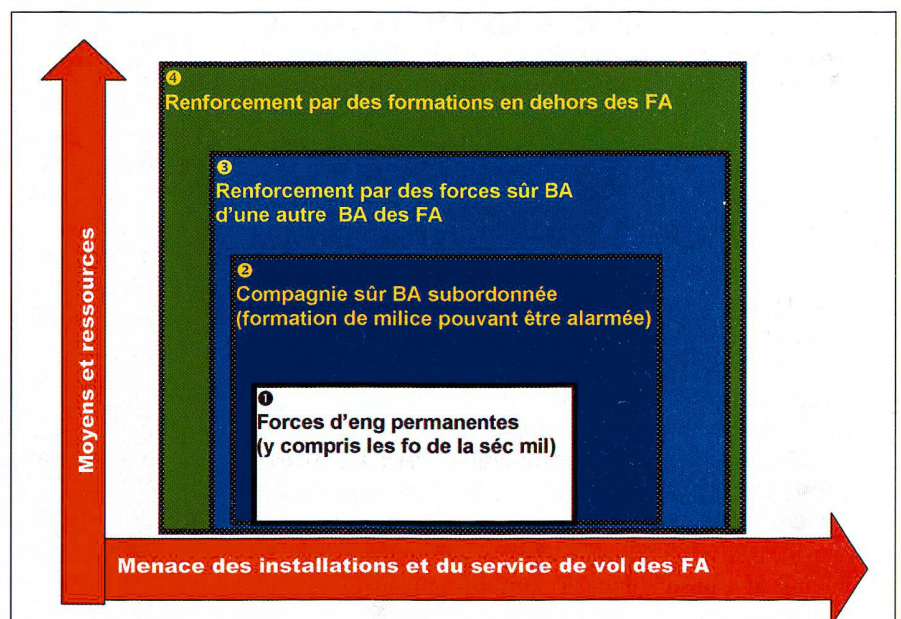 ❹
Renforcement par des formations en dehors des FA
❸
Renforcement par des forces sûr BA
d'une autre BA des FA
❷
Compagnie sûr BA subordonnée
(formation de milice pouvant être alarmée)
❶
Forces d'eng permanentes
(y compris les fo de la séc mil)
Moyens et ressources
Menace des installations et du service de vol des FA